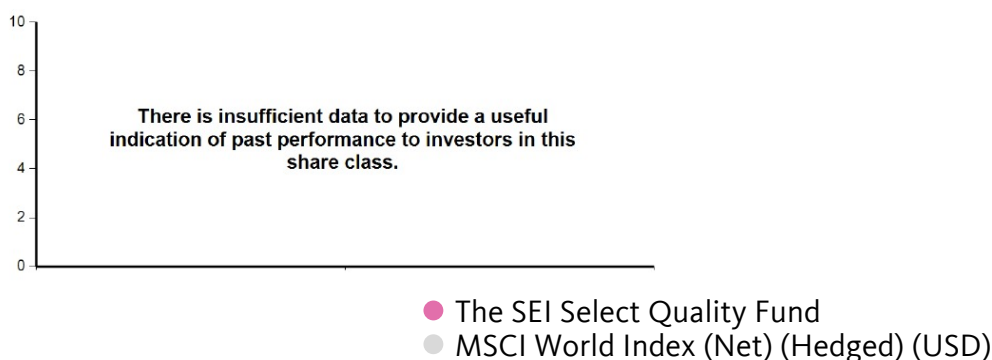 10
8
6
4
2
0
There is insufficient data to provide a useful
indication of past performance to investors in this
share class.
The SEI Select Quality Fund
MSCI World Index (Net) (Hedged) (USD)